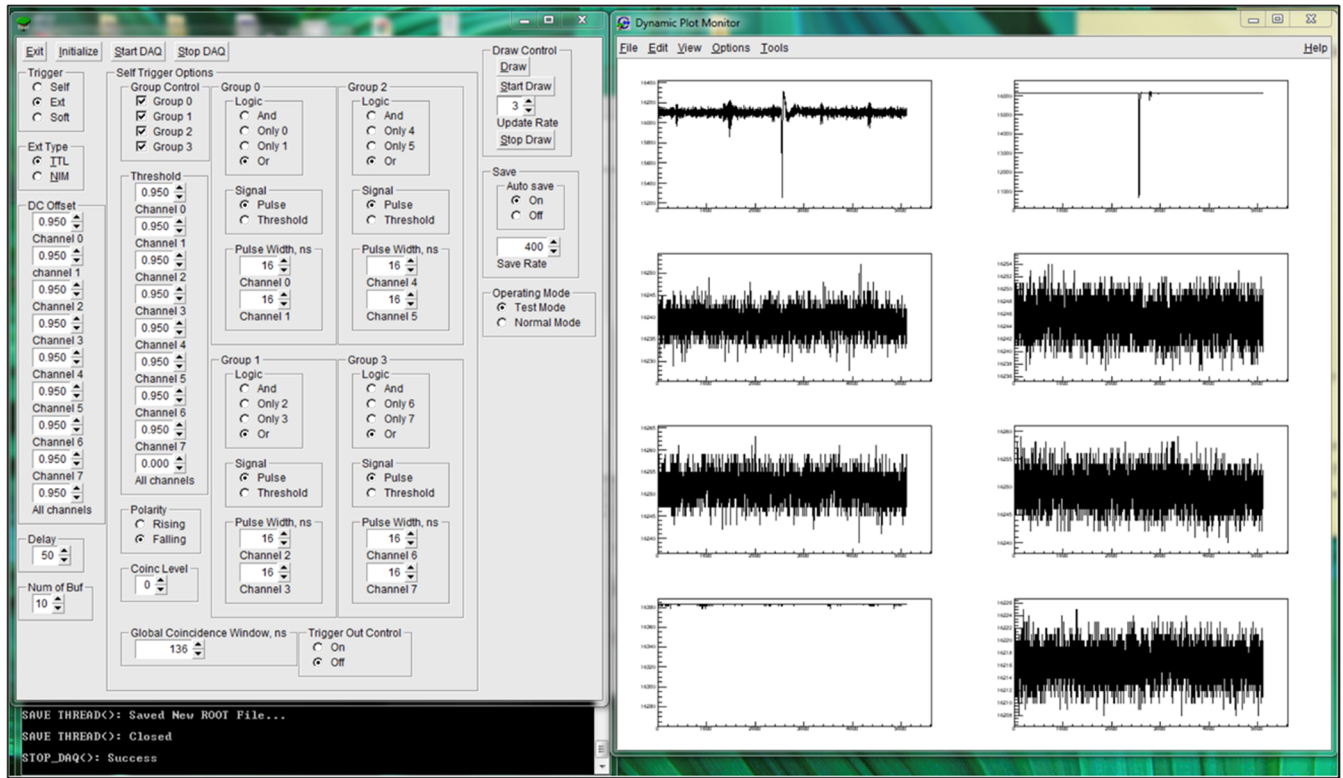 Exit Initialize Start DAQ Stop DAQ
Trigger
Self
Ext
Soft
Ext Type
TTL
NIM
DC Offset
0.950
Channel 0
0.950
channel 1
0.950
Channel 2
0.950
Channel 3
0.950
Channel 4
0.950
Channel 5
0.950
Channel 6
0.950
Channel 7
0.950
All channels
Delay
50
Num of Buf
10
Self Trigger Options
Group Control
Group 0
Group 1
Group 2
Group 3
Threshold
0.950
Channel 0
0.950
Channel 1
0.950
Channel 2
0.950
Channel 3
0.950
Channel 4
0.950
Channel 5
0.950
Channel 6
0.950
Channel 7
0.000
All channels
Polarity
Rising
Falling
Coinc Level
0
Group 0
Logic
And
Only 0
Only 1
Or
Signal
Pulse
Threshold
Pulse Width, ns
16
Channel 0
16
Channel 1
Group 2
Logic
And
Only 4
Only 5
Or
Signal
Pulse
Threshold
Pulse Width, ns
16
Channel 4
16
Channel 5
Group 1
Logic
And
Only 2
Only 3
Or
Signal
Pulse
Threshold
Pulse Width, ns
16
Channel 2
16
Channel 3
Group 3
Logic
And
Only 6
Only 7
Or
Signal
Pulse
Threshold
Pulse Width, ns
16
Channel 6
16
Channel 7
Global Coincidence Window, ns
136
Trigger Out Control
On
Off
Draw Control
Draw
Start Draw
3
Update Rate
Stop Draw
Save
Auto save
On
Off
400
Save Rate
Operating Mode
Test Mode
Normal Mode
SAVE THREAD(): Saved New ROOT File...
SAVE THREAD(): Closed
STOP_DAQ(): Success
Dynamic Plot Monitor
File Edit View Options Tools Help